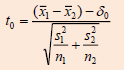 t₀ = ((x̄₁ − x̄₂) − δ₀) / √(s₁²/n₁ + s₂²/n₂)